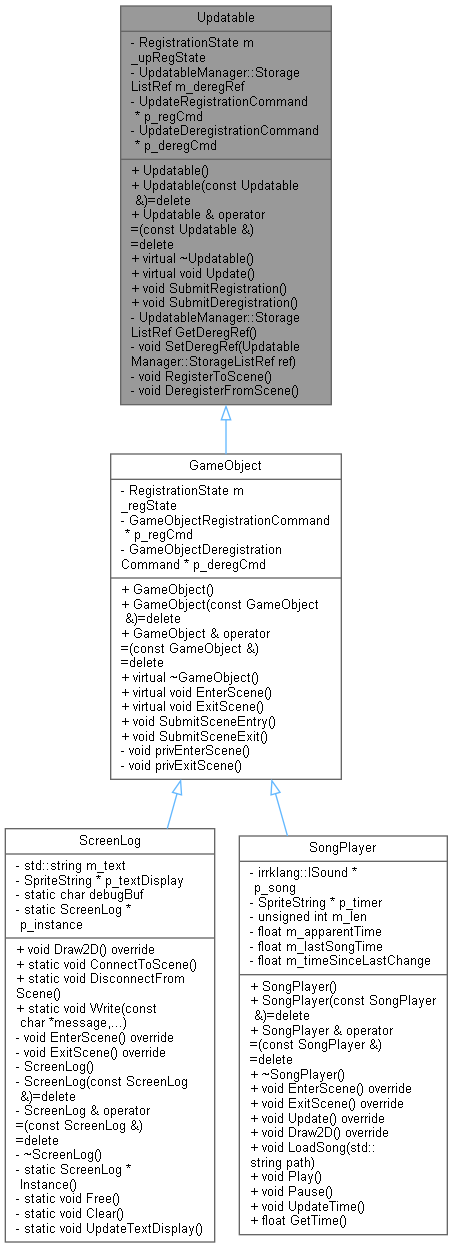 Updatable
- RegistrationState m
_upRegState
- UpdatableManager::Storage
ListRef m_deregRef
- UpdateRegistrationCommand
* p_regCmd
- UpdateDeregistrationCommand
* p_deregCmd
+ Updatable()
+ Updatable(const Updatable
&)=delete
+ Updatable & operator
=(const Updatable &)
=delete
+ virtual ~Updatable()
+ virtual void Update()
+ void SubmitRegistration()
+ void SubmitDeregistration()
- UpdatableManager::Storage
ListRef GetDeregRef()
- void SetDeregRef(Updatable
Manager::StorageListRef ref)
- void RegisterToScene()
- void DeregisterFromScene()
GameObject
- RegistrationState m
_regState
- GameObjectRegistrationCommand
* p_regCmd
- GameObjectDeregistration
Command * p_deregCmd
+ GameObject()
+ GameObject(const GameObject
&)=delete
+ GameObject & operator
=(const GameObject &)
=delete
+ virtual ~GameObject()
+ virtual void EnterScene()
+ virtual void ExitScene()
+ void SubmitSceneEntry()
+ void SubmitSceneExit()
- void privEnterScene()
- void privExitScene()
ScreenLog
- std::string m_text
- SpriteString * p_textDisplay
- static char debugBuf
- static ScreenLog *
p_instance
+ void Draw2D() override
+ static void ConnectToScene()
+ static void DisconnectFrom
Scene()
+ static void Write(const
char *message,...)
- void EnterScene() override
- void ExitScene() override
- ScreenLog()
- ScreenLog(const ScreenLog
&)=delete
- ScreenLog & operator
=(const ScreenLog &)
=delete
- ~ScreenLog()
- static ScreenLog *
Instance()
- static void Free()
- static void Clear()
- static void UpdateTextDisplay()
SongPlayer
- irrklang::ISound *
p_song
- SpriteString * p_timer
- unsigned int m_len
- float m_apparentTime
- float m_lastSongTime
- float m_timeSinceLastChange
+ SongPlayer()
+ SongPlayer(const SongPlayer
&)=delete
+ SongPlayer & operator
=(const SongPlayer &)
=delete
+ ~SongPlayer()
+ void EnterScene() override
+ void ExitScene() override
+ void Update() override
+ void Draw2D() override
+ void LoadSong(std::
string path)
+ void Play()
+ void Pause()
+ void UpdateTime()
+ float GetTime()